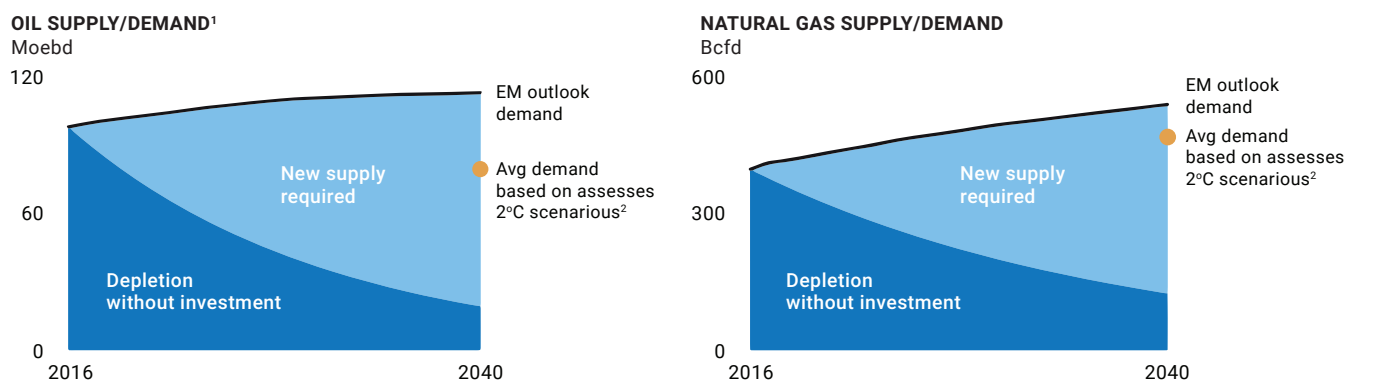 OIL SUPPLY/DEMAND¹
Moebd
120
60
0
2016
2040
New supply
required
Depletion
without investment
EM outlook
demand
Avg demand
based on assesses
2°C scenarious²
NATURAL GAS SUPPLY/DEMAND
Bcfd
600
300
0
2016
2040
New supply
required
Depletion
without investment
EM outlook
demand
Avg demand
based on assesses
2°C scenarious²